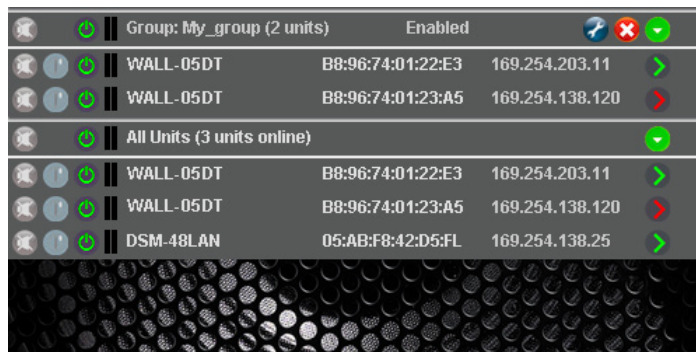 Group: My_group (2 units) Enabled
WALL-05DT B8:96:74:01:22:E3 169.254.203.11
WALL-05DT B8:96:74:01:23:A5 169.254.138.120
All Units (3 units online)
WALL-05DT B8:96:74:01:22:E3 169.254.203.11
WALL-05DT B8:96:74:01:23:A5 169.254.138.120
DSM-48LAN 05:AB:F8:42:D5:FL 169.254.138.25